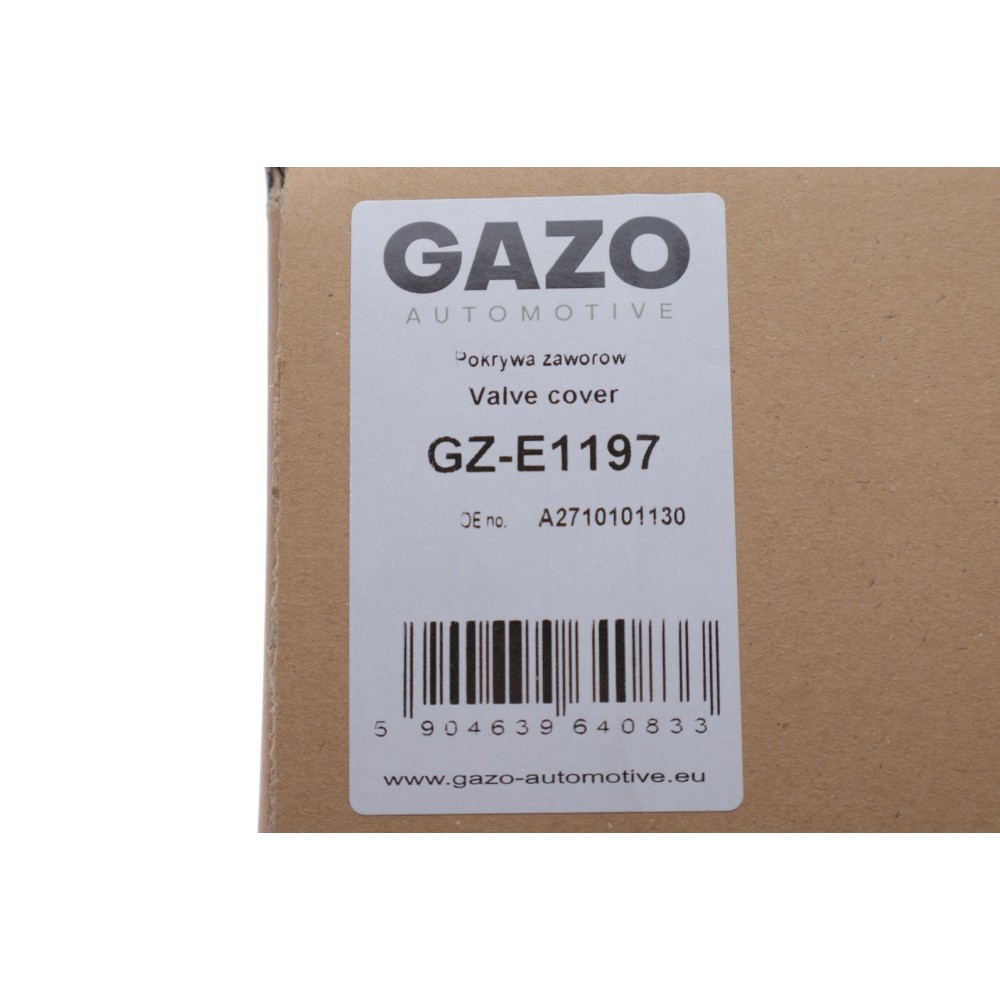 GAZO
AUTOMOTIVE
Pokrywa zaworow
Valve cover
GZ-E1197
OE no. A2710101130
5 904639 640833
www.gazo-automotive.eu